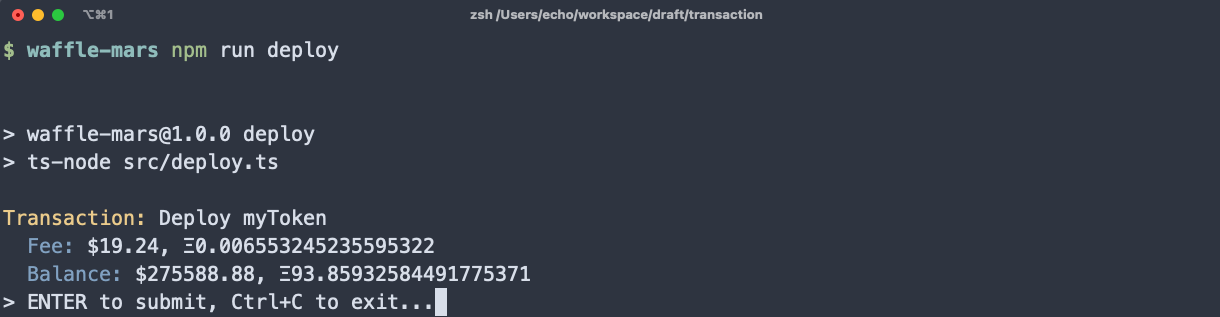 ⌥⌘1 zsh /Users/echo/workspace/draft/transaction
$ waffle-mars npm run deploy
> waffle-mars@1.0.0 deploy
> ts-node src/deploy.ts
Transaction: Deploy myToken
Fee: $19.24, Ξ0.006553245235595322
Balance: $275588.88, Ξ93.85932584491775371
> ENTER to submit, Ctrl+C to exit...